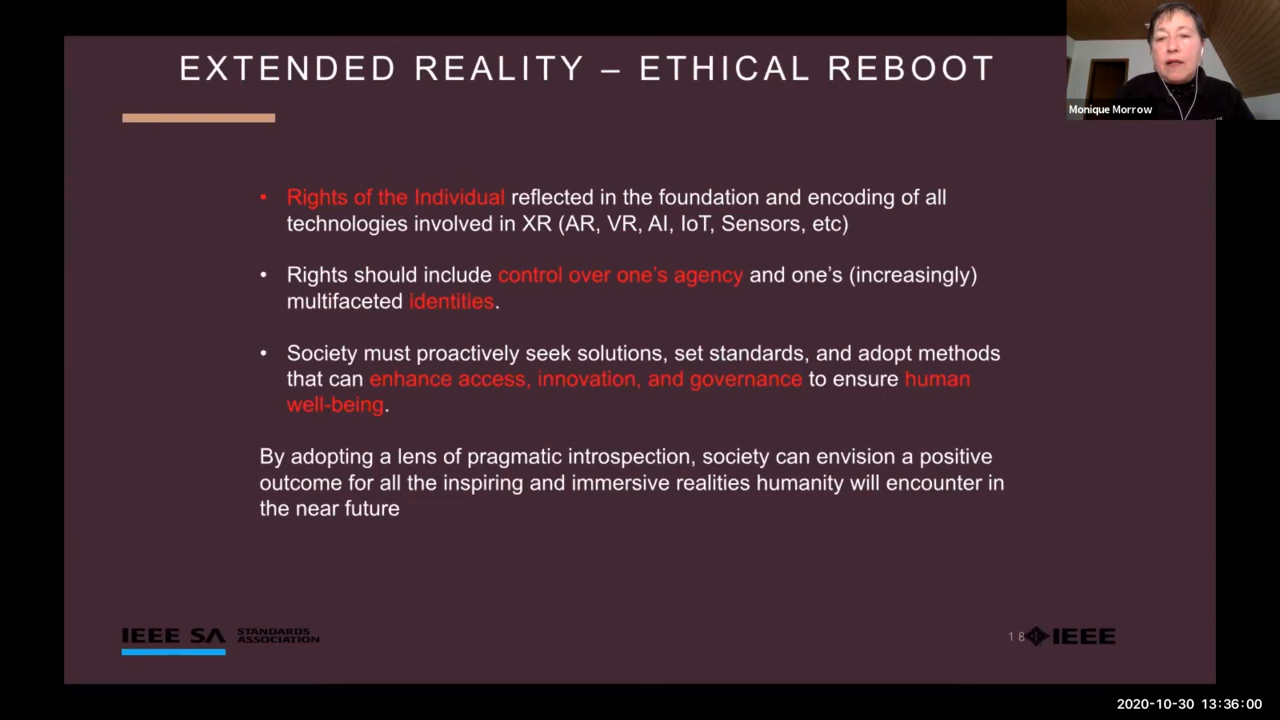 EXTENDED REALITY – ETHICAL REBOOT
Monique Morrow
• Rights of the Individual reflected in the foundation and encoding of all
technologies involved in XR (AR, VR, AI, IoT, Sensors, etc)
• Rights should include control over one's agency and one's (increasingly)
multifaceted identities.
• Society must proactively seek solutions, set standards, and adopt methods
that can enhance access, innovation, and governance to ensure human
well-being.
By adopting a lens of pragmatic introspection, society can envision a positive
outcome for all the inspiring and immersive realities humanity will encounter in
the near future
IEEE SA STANDARDS
ASSOCIATION
18 IEEE
2020-10-30 13:36:00